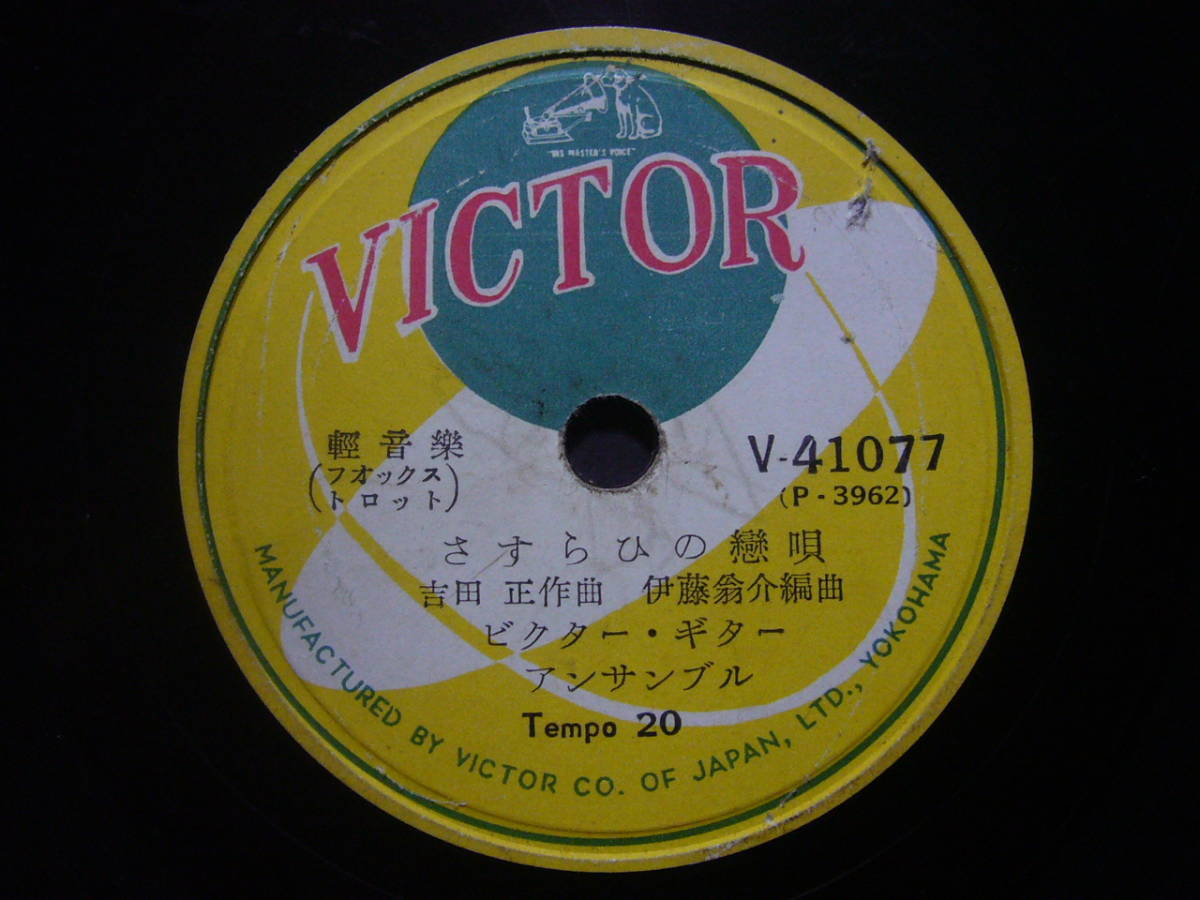 "HIS MASTER'S VOICE"
VICTOR
輕音樂
(フオックス
トロット)
V-41077
(P-3962)
さすらひの戀唄
吉田 正作曲 伊藤翁介編曲
ビクター・ギター
アンサンブル
Tempo 20
MANUFACTURED BY VICTOR CO. OF JAPAN, LTD., YOKOHAMA